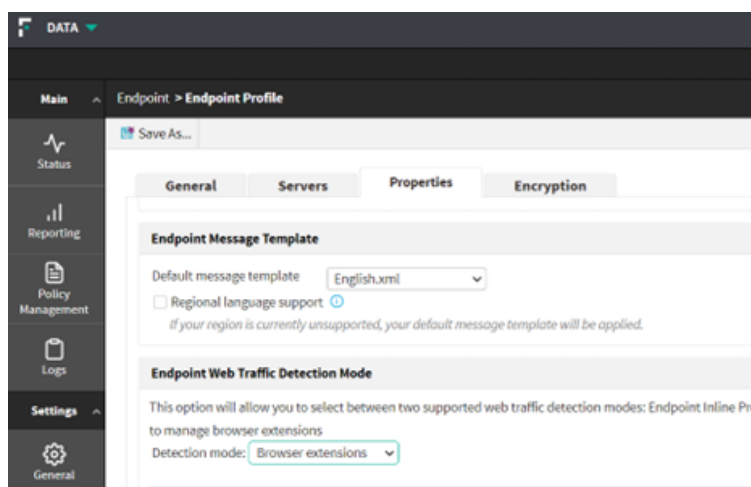 DATA
Main
Endpoint > Endpoint Profile
Save As...
Status
General Servers Properties Encryption
Reporting
Endpoint Message Template
Default message template English.xml
Policy
Management
Regional language support
If your region is currently unsupported, your default message template will be applied.
Logs
Endpoint Web Traffic Detection Mode
Settings
This option will allow you to select between two supported web traffic detection modes: Endpoint Inline
to manage browser extensions
Detection mode: Browser extensions
General